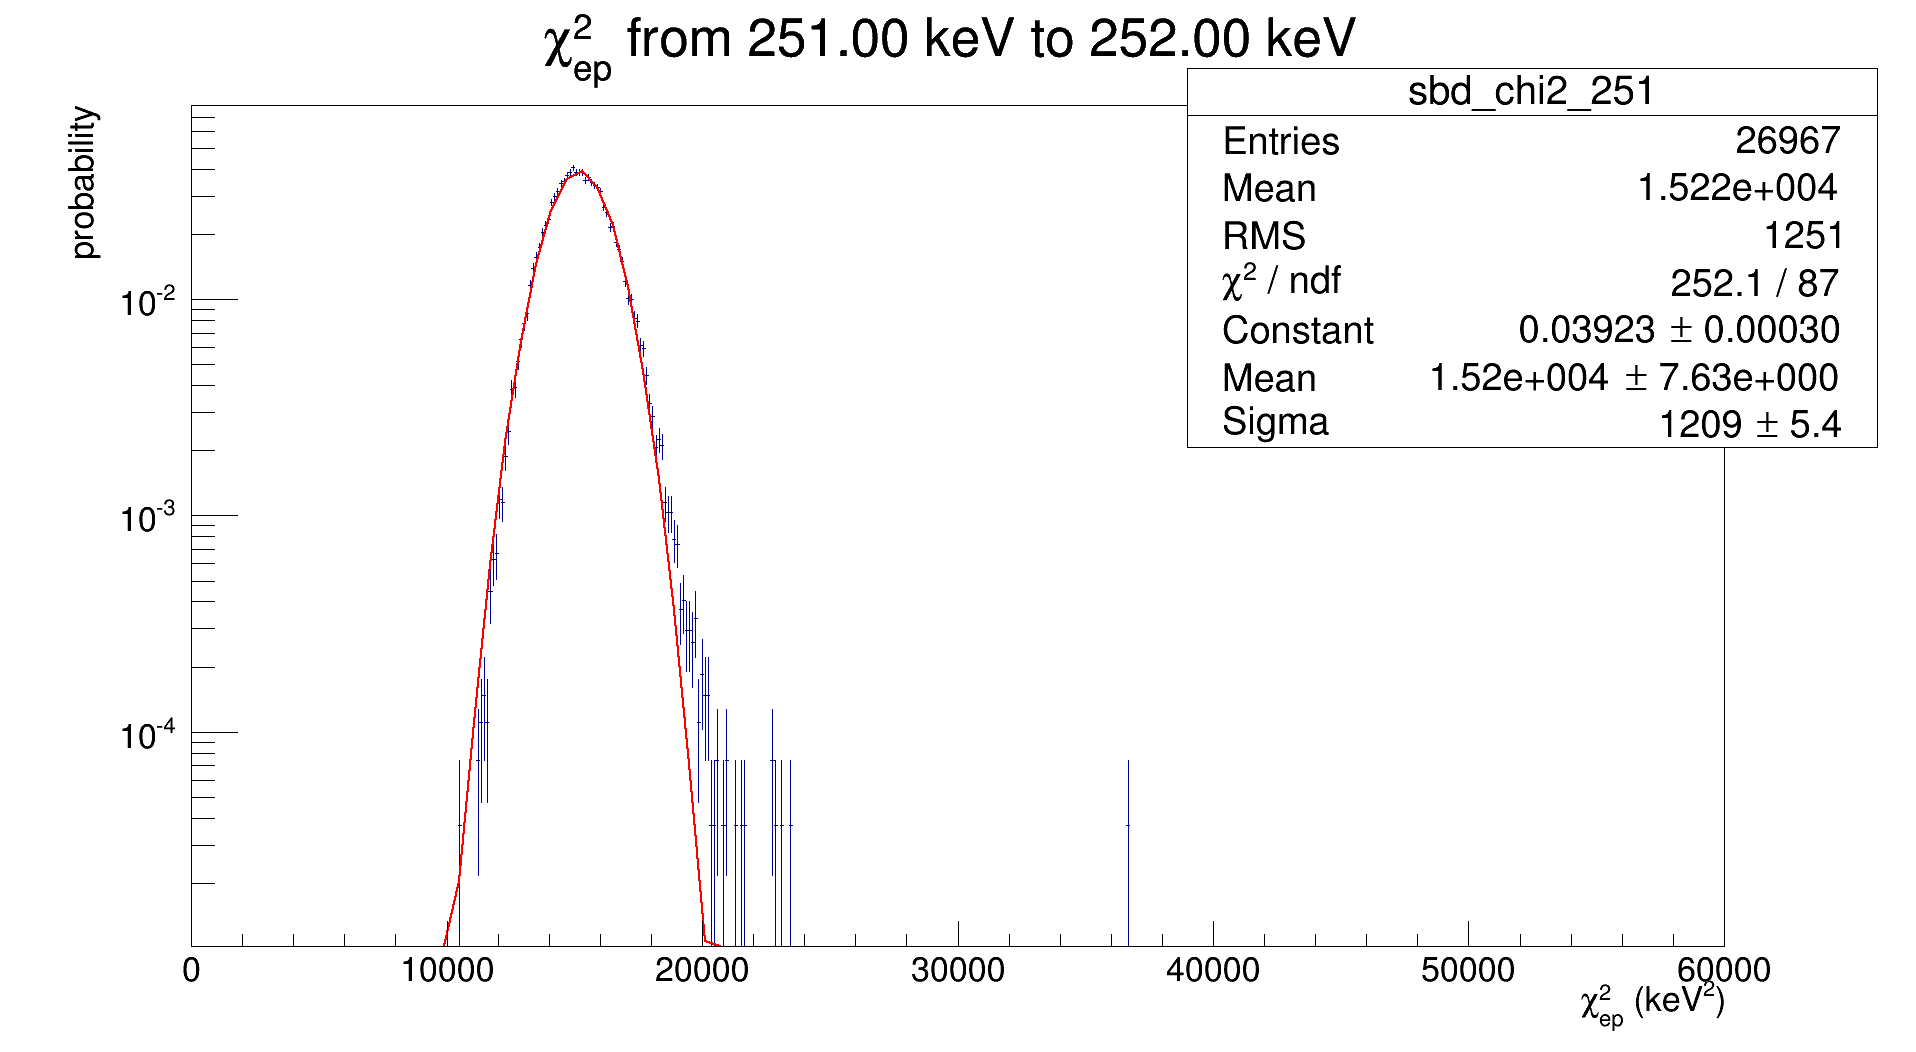 χ²ep from 251.00 keV to 252.00 keV
sbd_chi2_251
Entries 26967
Mean 1.522e+004
RMS 1251
χ² / ndf 252.1 / 87
Constant 0.03923 ± 0.00030
Mean 1.52e+004 ± 7.63e+000
Sigma 1209 ± 5.4
probability
10-2
10-3
10-4
0 10000 20000 30000 40000 50000 60000
χ²ep (keV²)